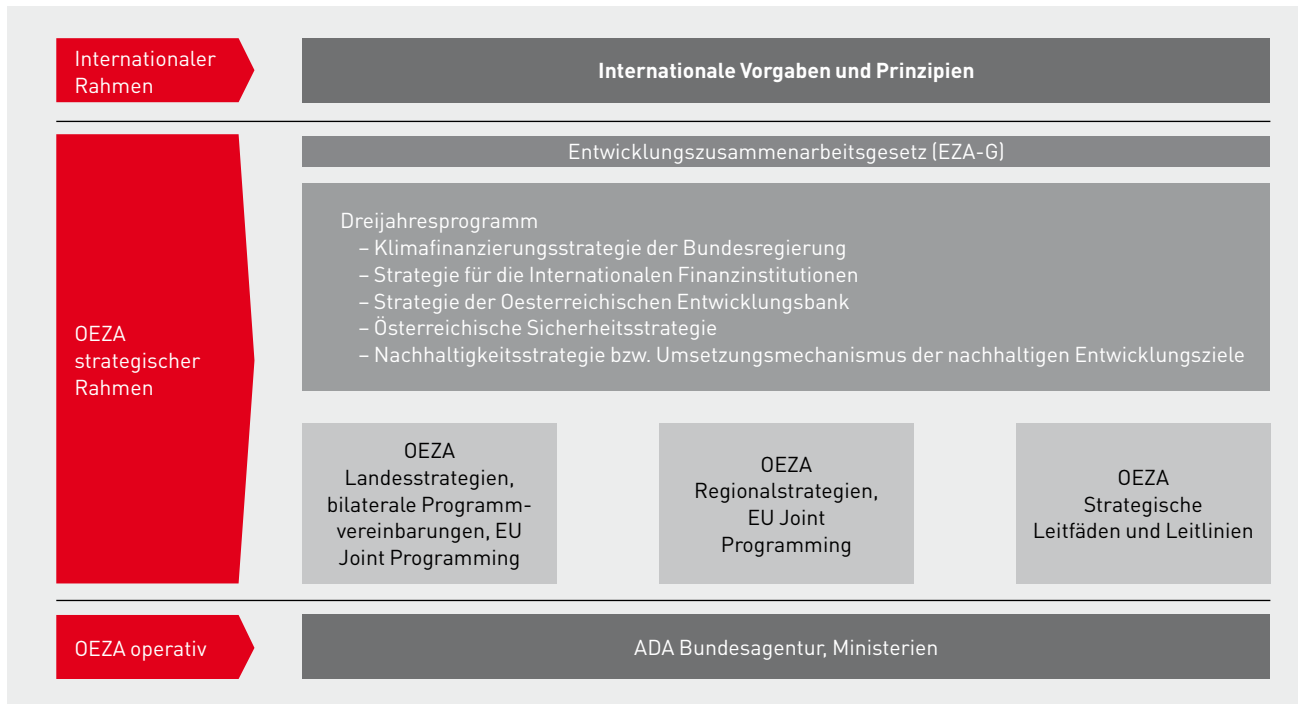 Internationaler
Rahmen
Internationale Vorgaben und Prinzipien
OEZA
strategischer
Rahmen
Entwicklungszusammenarbeitsgesetz (EZA-G)
Dreijahresprogramm
– Klimafinanzierungsstrategie der Bundesregierung
– Strategie für die Internationalen Finanzinstitutionen
– Strategie der Oesterreichischen Entwicklungsbank
– Österreichische Sicherheitsstrategie
– Nachhaltigkeitsstrategie bzw. Umsetzungsmechanismus der nachhaltigen Entwicklungsziele
OEZA
Landesstrategien,
bilaterale Programm-
vereinbarungen, EU
Joint Programming
OEZA
Regionalstrategien,
EU Joint
Programming
OEZA
Strategische
Leitfäden und Leitlinien
OEZA operativ
ADA Bundesagentur, Ministerien